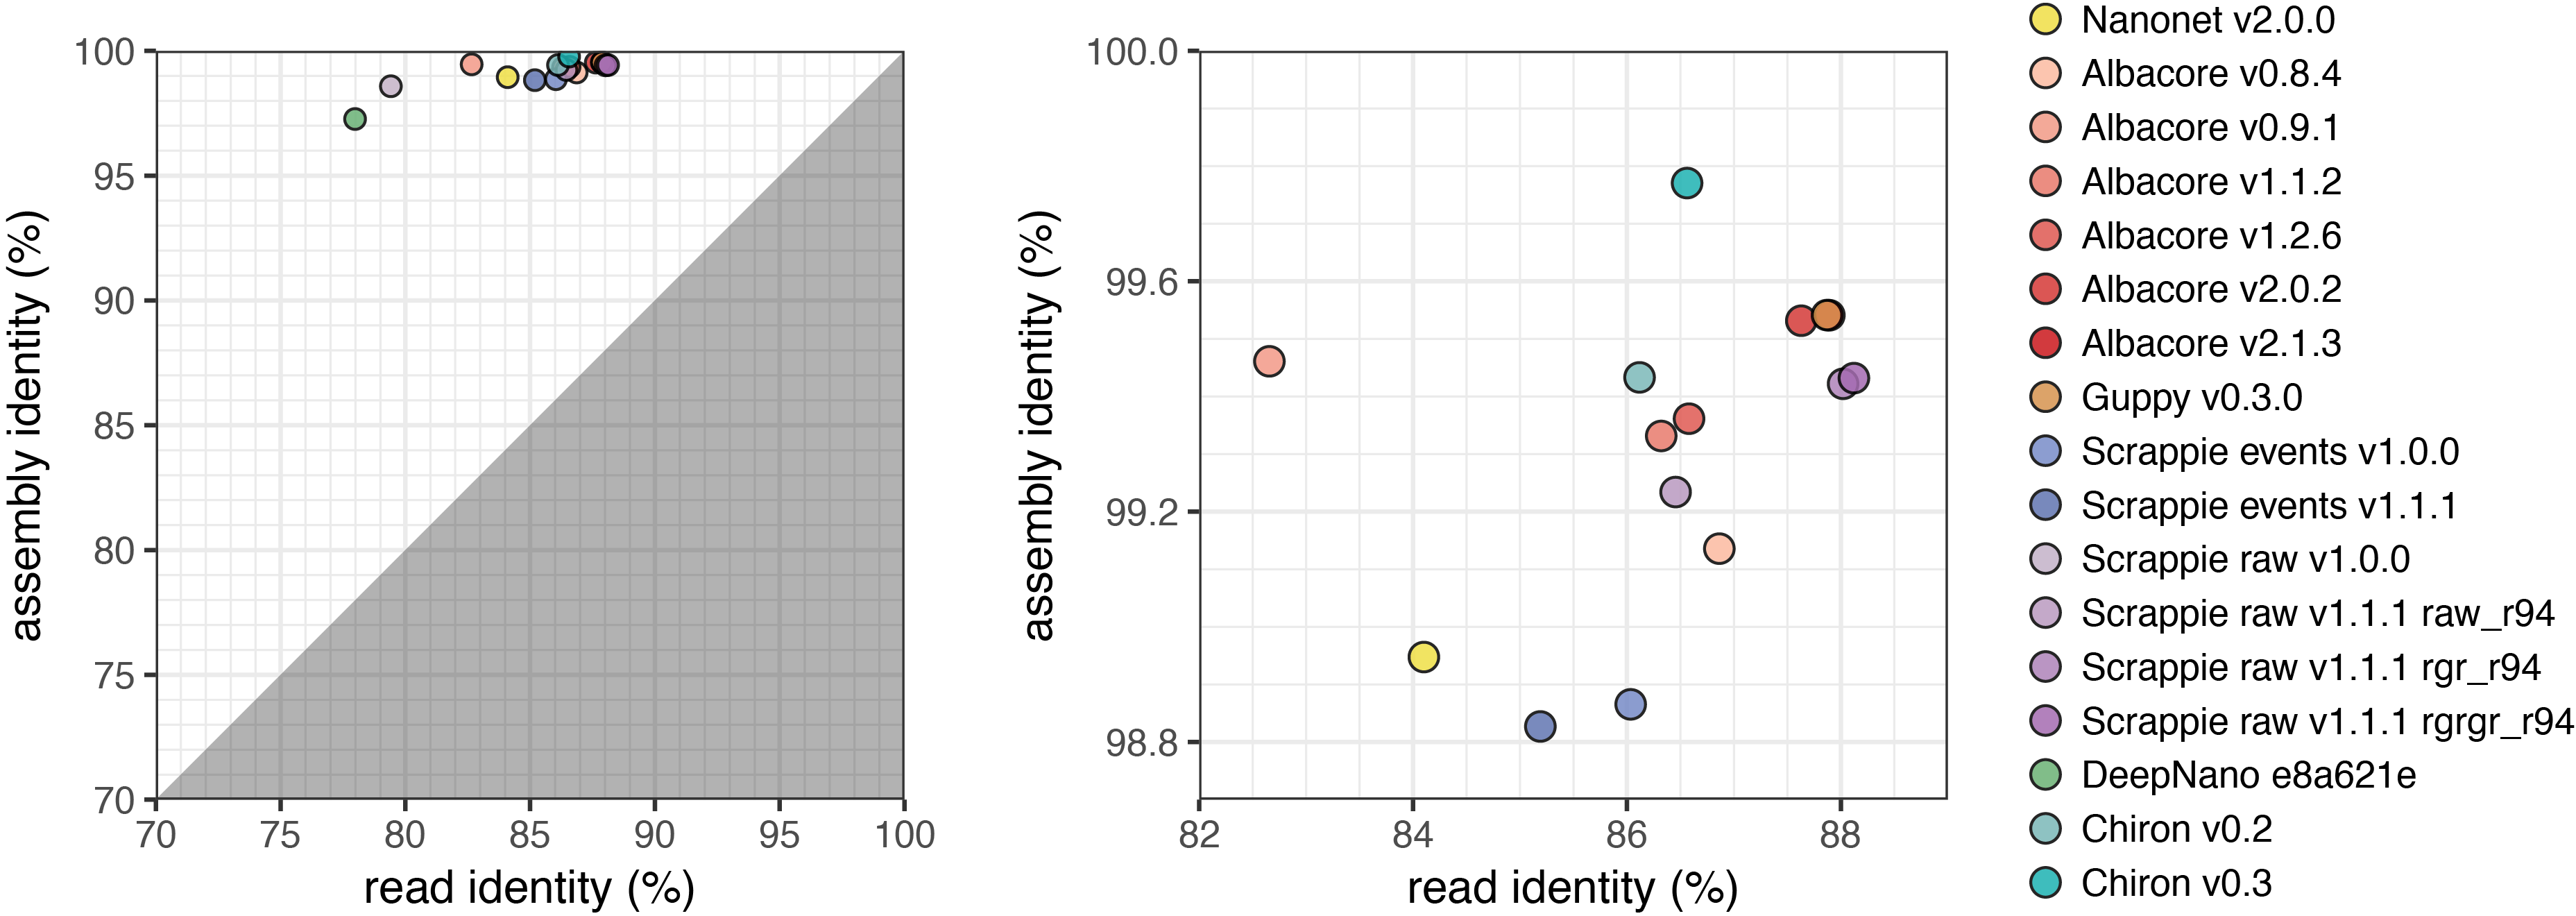 assembly identity (%)
100
95
90
85
80
75
70
70 75 80 85 90 95 100
read identity (%)
assembly identity (%)
100.0
99.6
99.2
98.8
82 84 86 88
read identity (%)
Nanonet v2.0.0
Albacore v0.8.4
Albacore v0.9.1
Albacore v1.1.2
Albacore v1.2.6
Albacore v2.0.2
Albacore v2.1.3
Guppy v0.3.0
Scrappie events v1.0.0
Scrappie events v1.1.1
Scrappie raw v1.0.0
Scrappie raw v1.1.1 raw_r94
Scrappie raw v1.1.1 rgr_r94
Scrappie raw v1.1.1 rgrgr_r94
DeepNano e8a621e
Chiron v0.2
Chiron v0.3